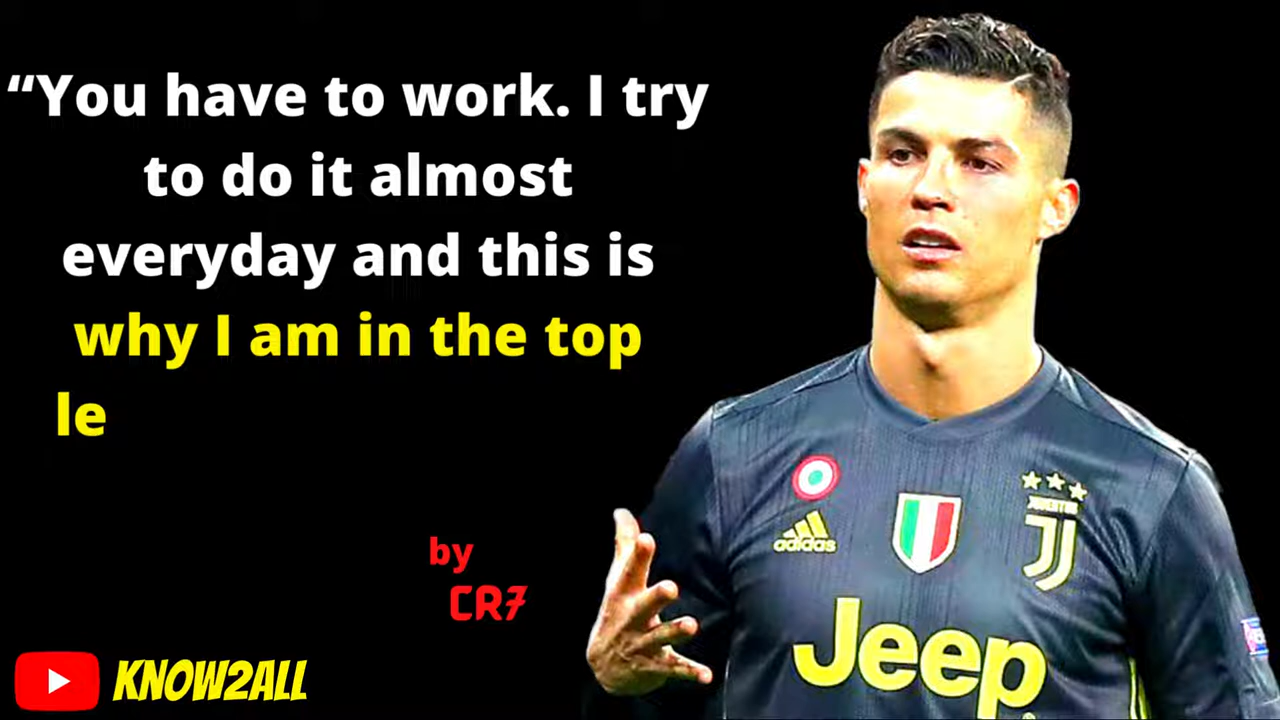 “You have to work. I try
to do it almost
everyday and this is
why I am in the top
le
by
CR7
KNOW2ALL
adidas
JUVENTUS
Jeep